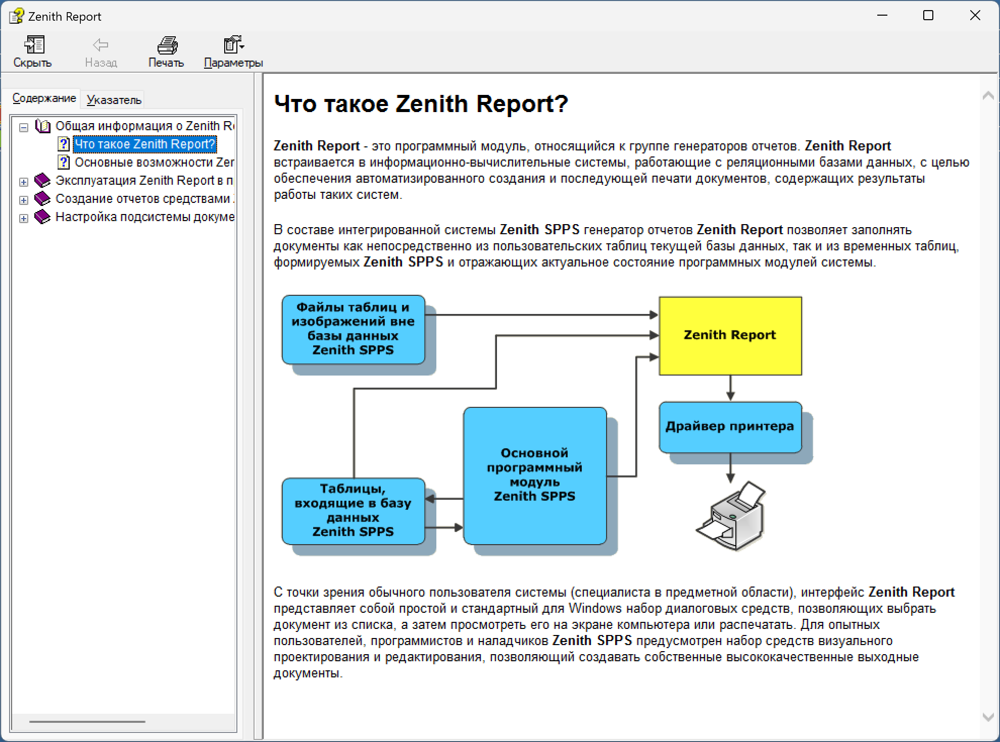 Zenith Report
Скрыть
Назад
Печать
Параметры
Содержание
Указатель
Общая информация о Zenith R
Что такое Zenith Report?
Основные возможности Zer
Эксплуатация Zenith Report в п
Создание отчетов средствами
Настройка подсистемы докуме
Что такое Zenith Report?
Zenith Report - это программный модуль, относящийся к группе генераторов отчетов. Zenith Report
встраивается в информационно-вычислительные системы, работающие с реляционными базами данных, с целью
обеспечения автоматизированного создания и последующей печати документов, содержащих результаты
работы таких систем.
В составе интегрированной системы Zenith SPPS генератор отчетов Zenith Report позволяет заполнять
документы как непосредственно из пользовательских таблиц текущей базы данных, так и из временных таблиц,
формируемых Zenith SPPS и отражающих актуальное состояние программных модулей системы.
Файлы таблиц и
изображений вне
базы данных
Zenith SPPS
Zenith Report
Драйвер принтера
Основной
программный
модуль
Zenith SPPS
Таблицы,
входящие в базу
данных
Zenith SPPS
С точки зрения обычного пользователя системы (специалиста в предметной области), интерфейс Zenith Report
представляет собой простой и стандартный для Windows набор диалоговых средств, позволяющих выбрать
документ из списка, а затем просмотреть его на экране компьютера или распечатать. Для опытных
пользователей, программистов и наладчиков Zenith SPPS предусмотрен набор средств визуального
проектирования и редактирования, позволяющий создавать собственные высококачественные выходные
документы.